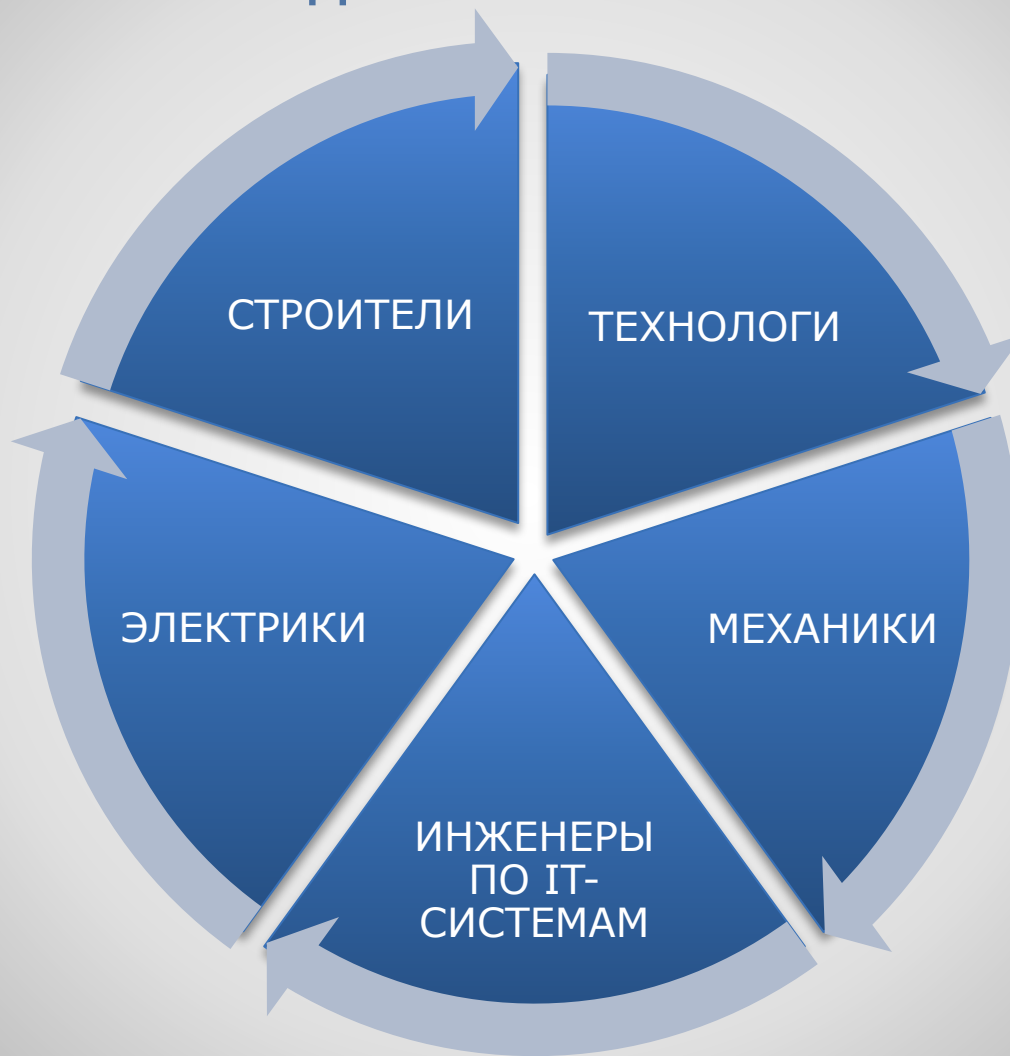 СТРОИТЕЛИ
ТЕХНОЛОГИ
ЭЛЕКТРИКИ
МЕХАНИКИ
ИНЖЕНЕРЫ
ПО IT-
СИСТЕМАМ